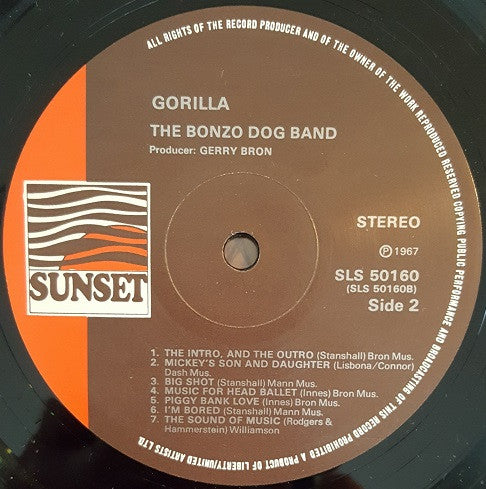 ALL RIGHTS OF THE RECORD PRODUCER AND OF THE OWNER OF THE WORK REPRODUCED RESERVED COPYING PUBLIC PERFORMANCE AND BROADCASTING OF THIS RECORD PROHIBITED A PRODUCT OF LIBERTY/UNITED ARTISTS LTD.
GORILLA
THE BONZO DOG BAND
Producer: GERRY BRON
SUNSET
STEREO
Ⓟ 1967
SLS 50160
(SLS 50160B)
Side 2
1. THE INTRO, AND THE OUTRO (Stanshall) Bron Mus.
2. MICKEY'S SON AND DAUGHTER (Lisbona/Connor)
Dash Mus.
3. BIG SHOT (Stanshall) Mann Mus.
4. MUSIC FOR HEAD BALLET (Innes) Bron Mus.
5. PIGGY BANK LOVE (Innes) Bron Mus.
6. I'M BORED (Stanshall) Mann Mus.
7. THE SOUND OF MUSIC (Rodgers &
Hammerstein) Williamson